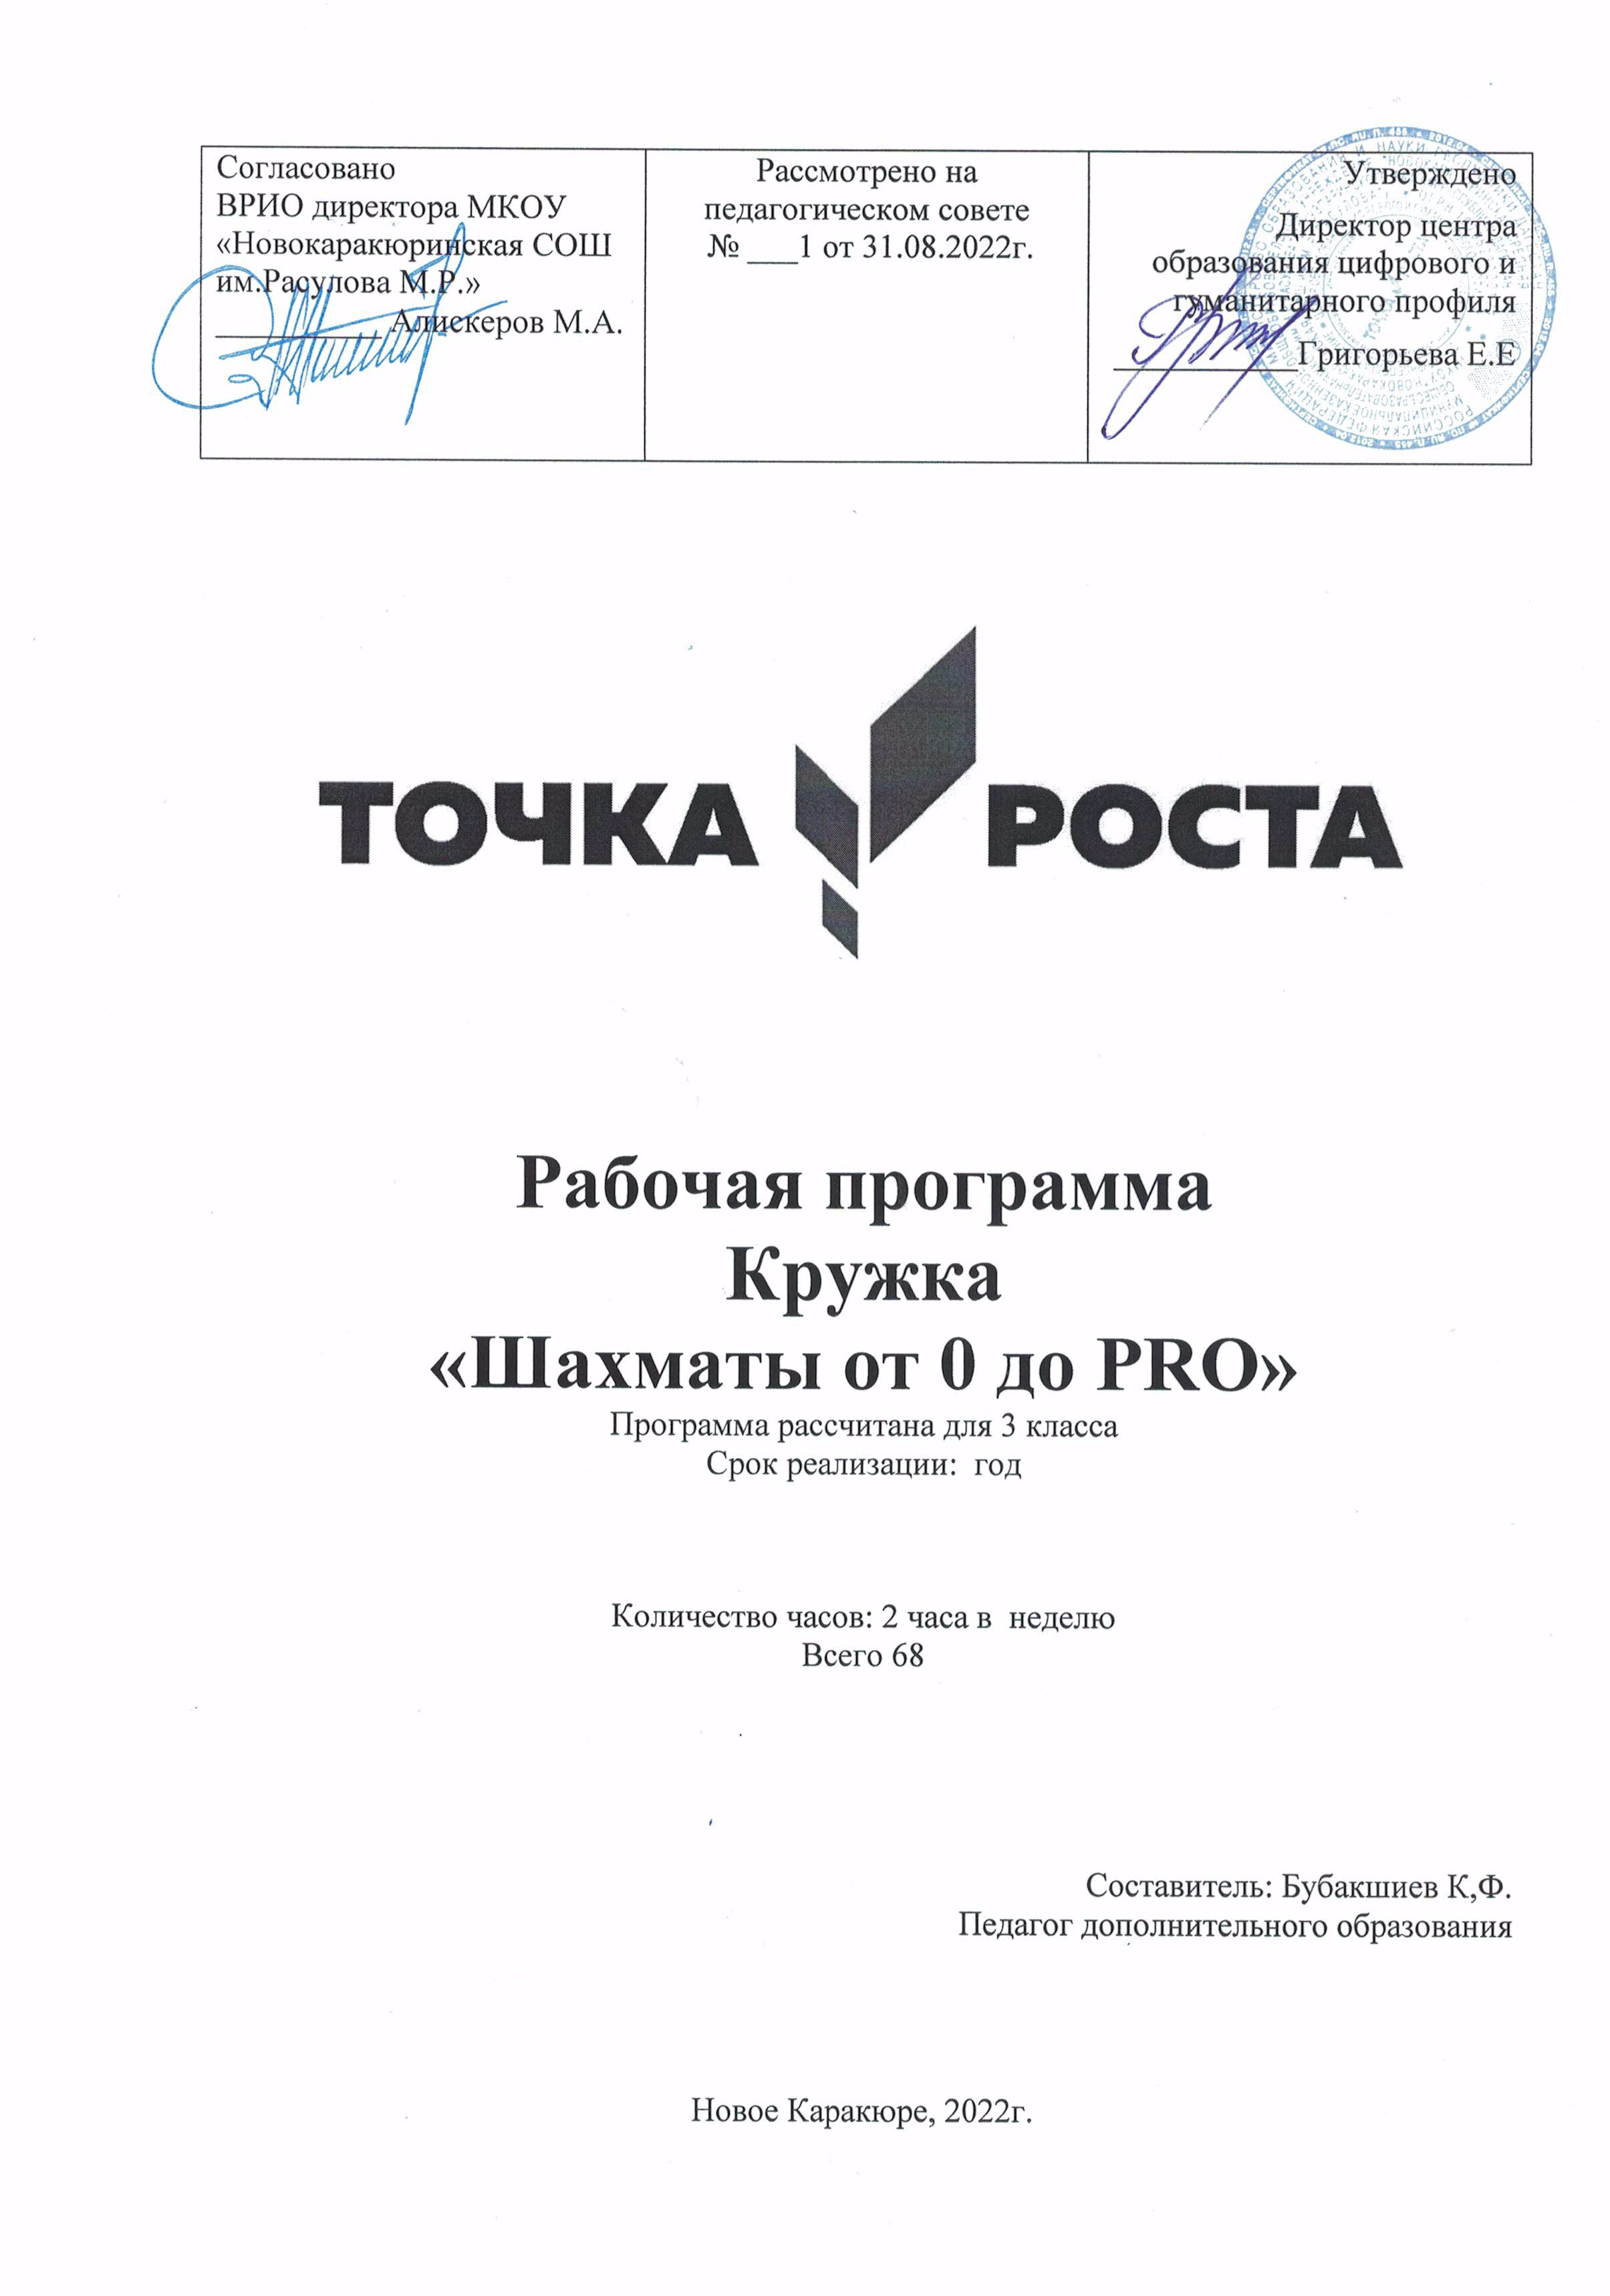 Согласовано
ВРИО директора МКОУ
«Новокаракюринская СОШ
им.Расулова М.Р.»
__________ Алискеров М.А.
Рассмотрено на
педагогическом совете
№ ___1 от 31.08.2022г.
Утверждено
Директор центра
образования цифрового и
гуманитарного профиля
___________Григорьева Е.Е
ТОЧКА РОСТА
Рабочая программа
Кружка
«Шахматы от 0 до PRO»
Программа рассчитана для 3 класса
Срок реализации:  год
Количество часов: 2 часа в  неделю
Всего 68
Составитель: Бубакшиев К,Ф.
Педагог дополнительного образования
Новое Каракюре, 2022г.